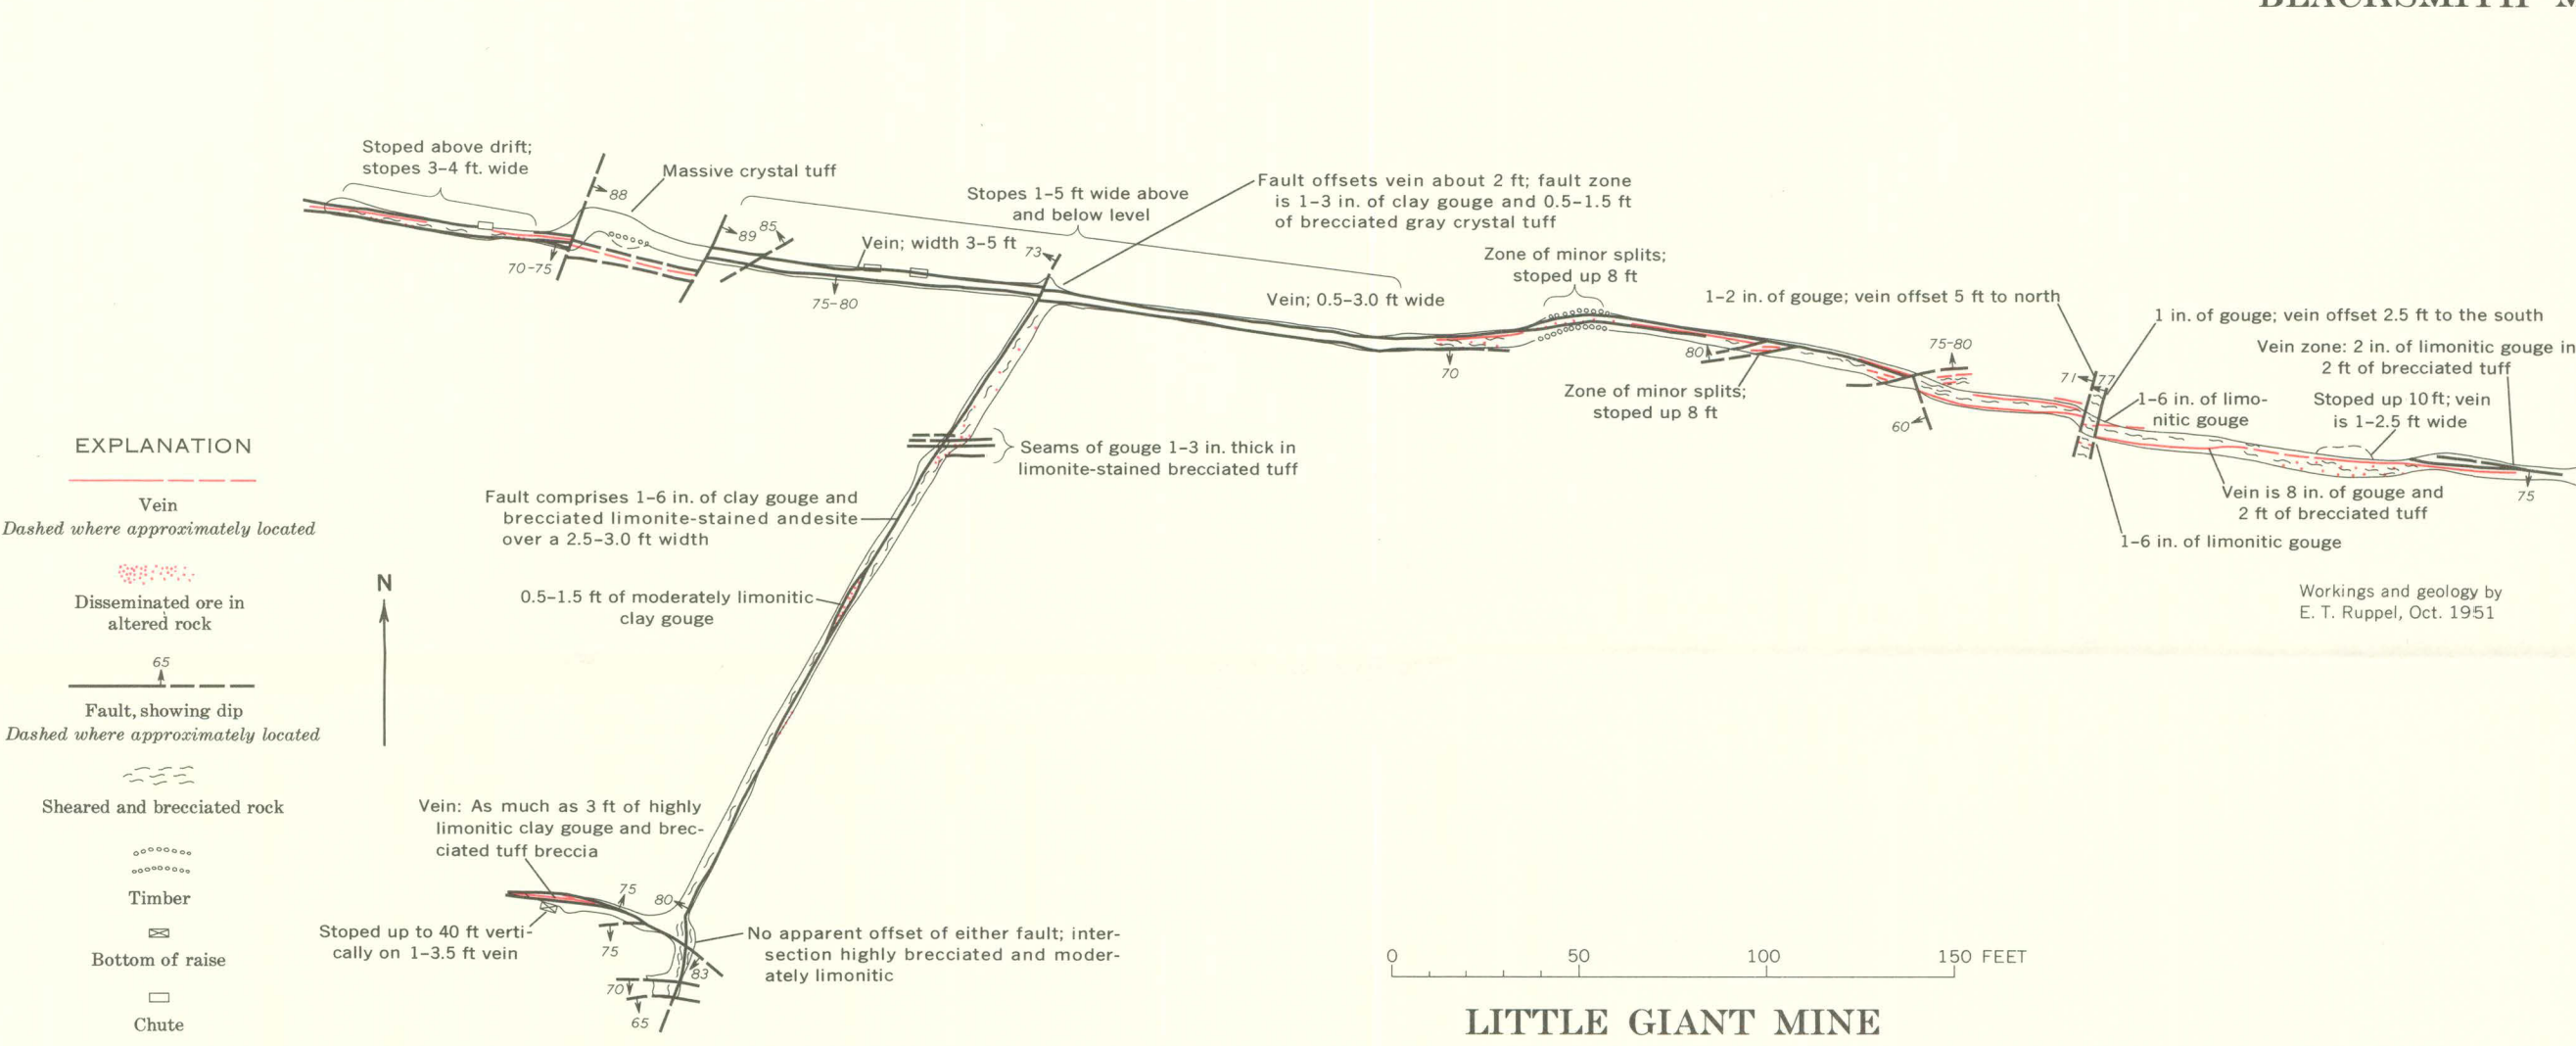 Stoped above drift;
stopes 3–4 ft. wide
88
Massive crystal tuff
70-75
89
85
Stopes 1–5 ft wide above
and below level
Vein; width 3–5 ft
73
75-80
Fault offsets vein about 2 ft; fault zone
is 1–3 in. of clay gouge and 0.5–1.5 ft
of brecciated gray crystal tuff
Vein; 0.5–3.0 ft wide
Zone of minor splits;
stoped up 8 ft
70
80
Zone of minor splits;
stoped up 8 ft
1–2 in. of gouge; vein offset 5 ft to north
75-80
60
71
77
1 in. of gouge; vein offset 2.5 ft to the south
Vein zone: 2 in. of limonitic gouge in
2 ft of brecciated tuff
1–6 in. of limo-
nitic gouge
Stoped up 10 ft; vein
is 1–2.5 ft wide
75
Vein is 8 in. of gouge and
2 ft of brecciated tuff
1–6 in. of limonitic gouge
Workings and geology by
E. T. Ruppel, Oct. 1951
EXPLANATION
Vein
Dashed where approximately located
Disseminated ore in
altered rock
65
Fault, showing dip
Dashed where approximately located
Sheared and brecciated rock
Timber
Bottom of raise
Chute
N
Seams of gouge 1–3 in. thick in
limonite-stained brecciated tuff
Fault comprises 1–6 in. of clay gouge and
brecciated limonite-stained andesite
over a 2.5–3.0 ft width
0.5–1.5 ft of moderately limonitic
clay gouge
Vein: As much as 3 ft of highly
limonitic clay gouge and brec-
ciated tuff breccia
75
80
Stoped up to 40 ft verti-
cally on 1–3.5 ft vein
75
No apparent offset of either fault; inter-
section highly brecciated and moder-
ately limonitic
83
70
65
0 50 100 150 FEET
LITTLE GIANT MINE